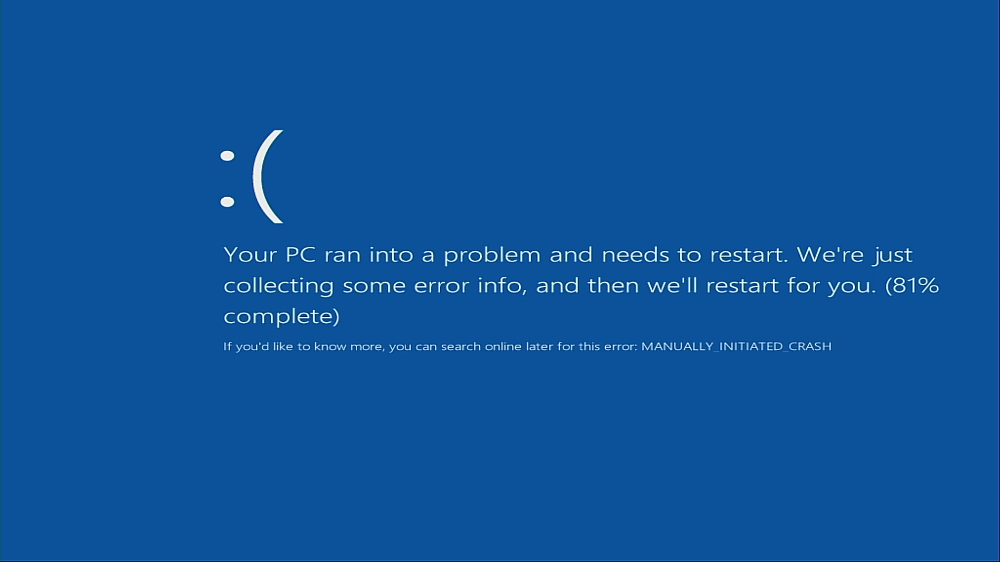 :(
Your PC ran into a problem and needs to restart. We're just
collecting some error info, and then we'll restart for you. (81%
complete)
If you'd like to know more, you can search online later for this error: MANUALLY_INITIATED_CRASH